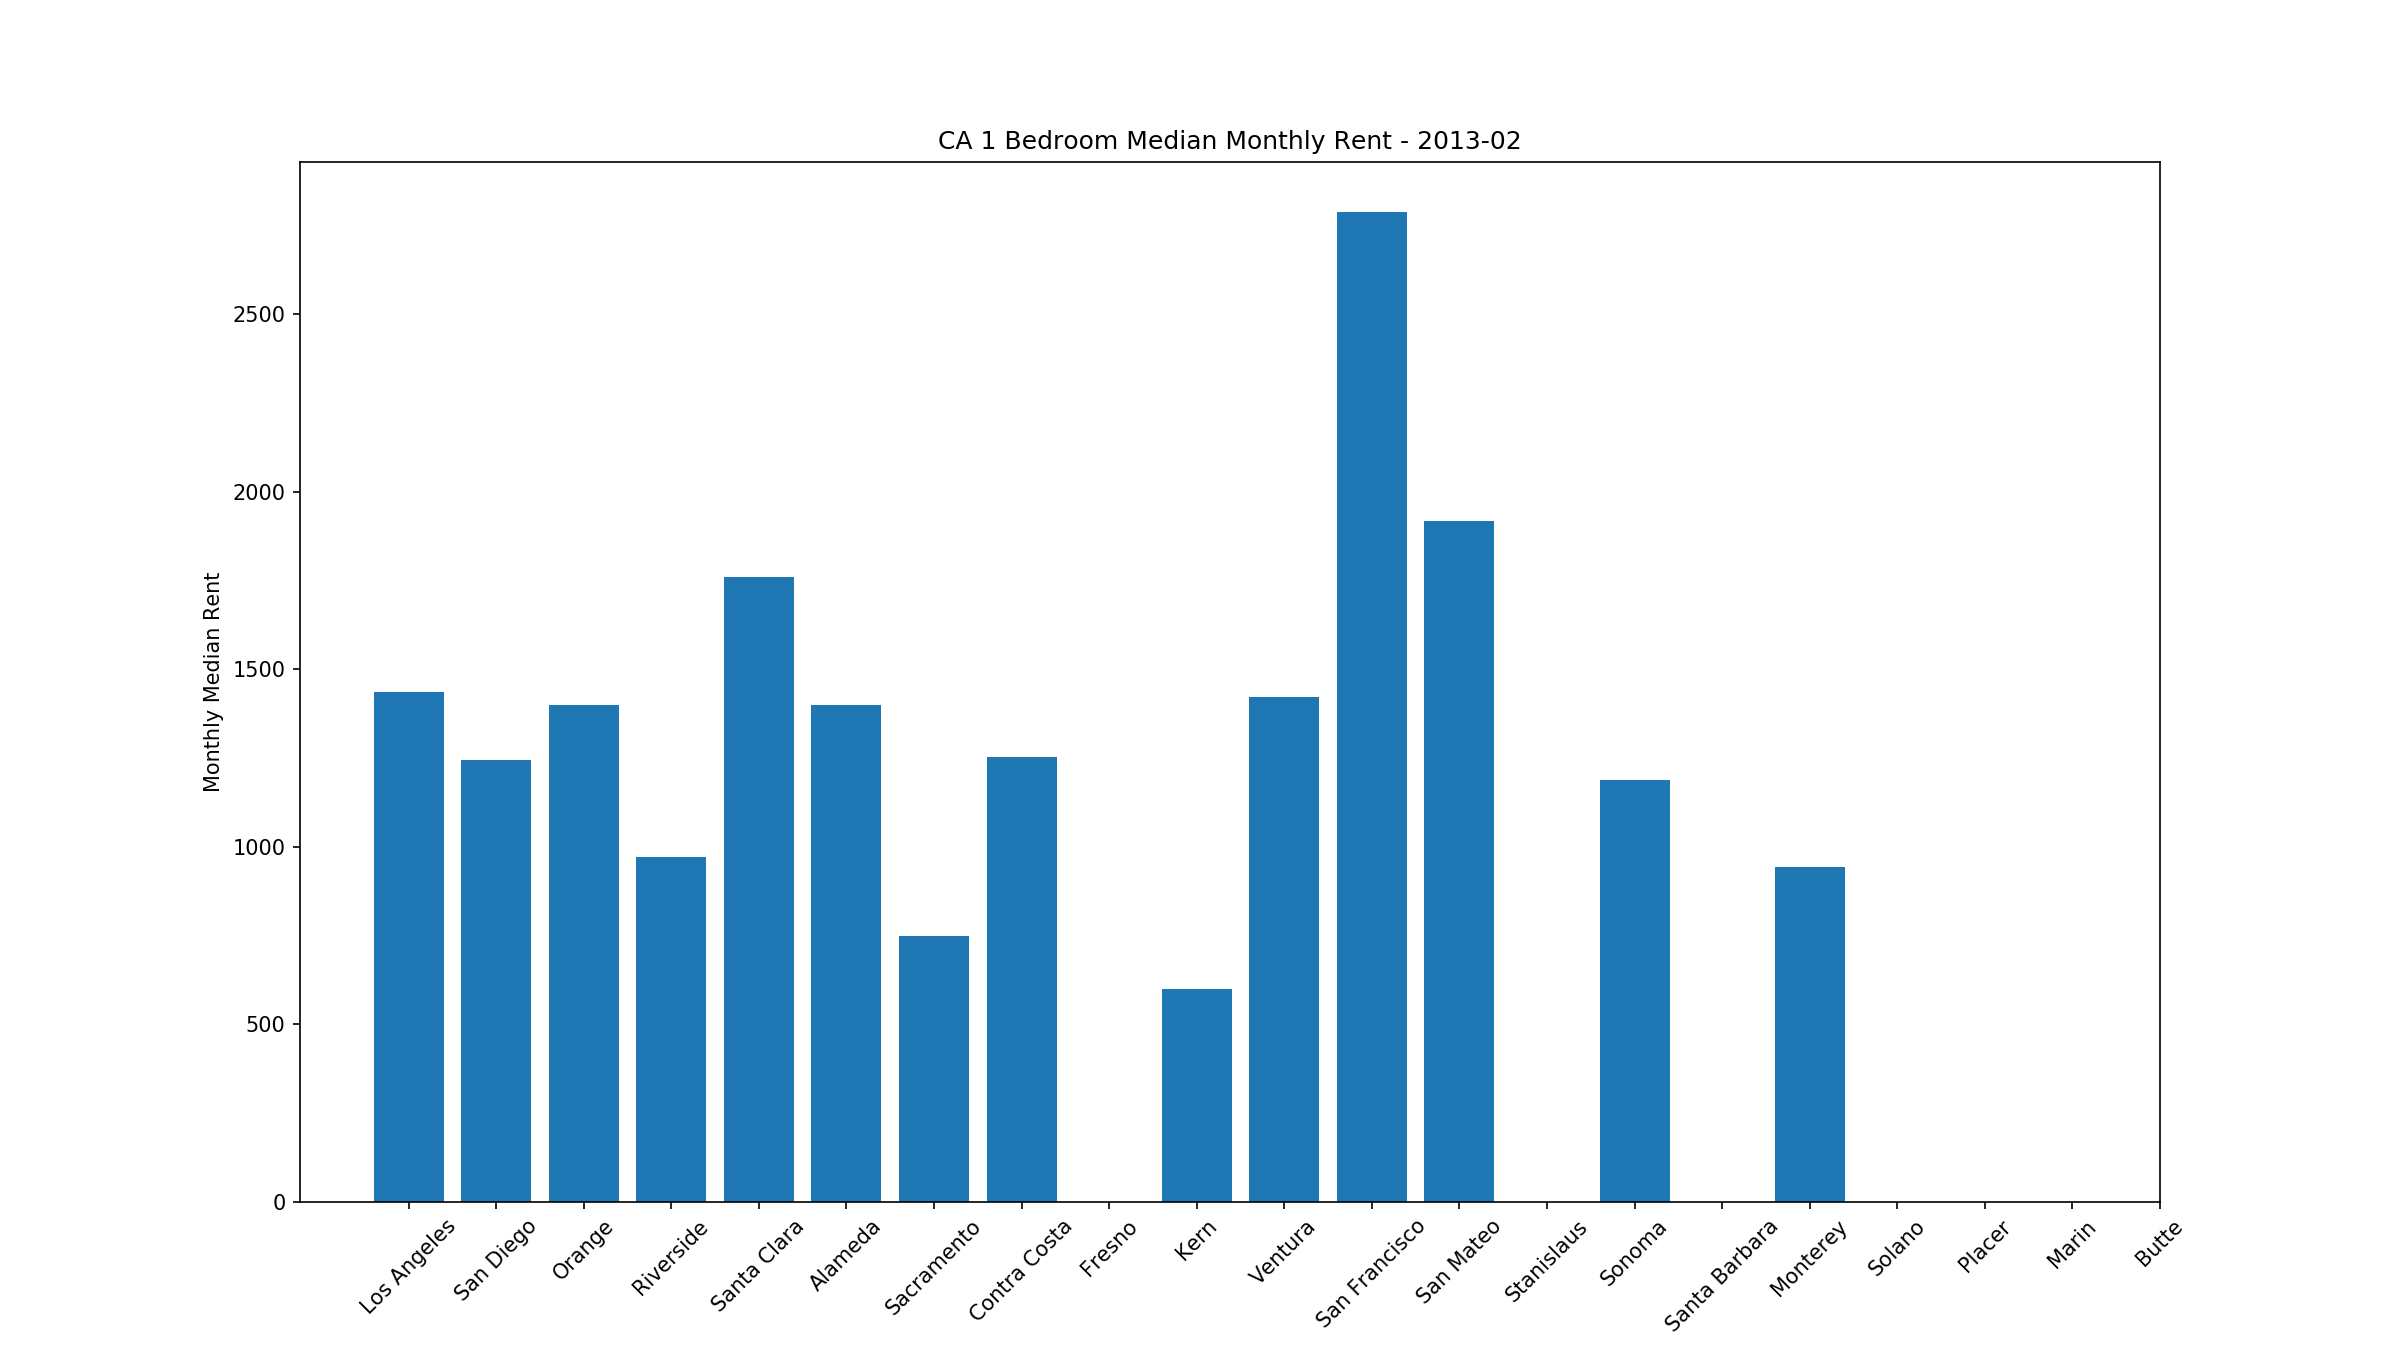 CA 1 Bedroom Median Monthly Rent - 2013-02
Monthly Median Rent
2500
2000
1500
1000
500
0
Los Angeles
San Diego
Orange
Riverside
Santa Clara
Alameda
Sacramento
Contra Costa
Fresno
Kern
Ventura
San Francisco
San Mateo
Stanislaus
Sonoma
Santa Barbara
Monterey
Solano
Placer
Marin
Butte